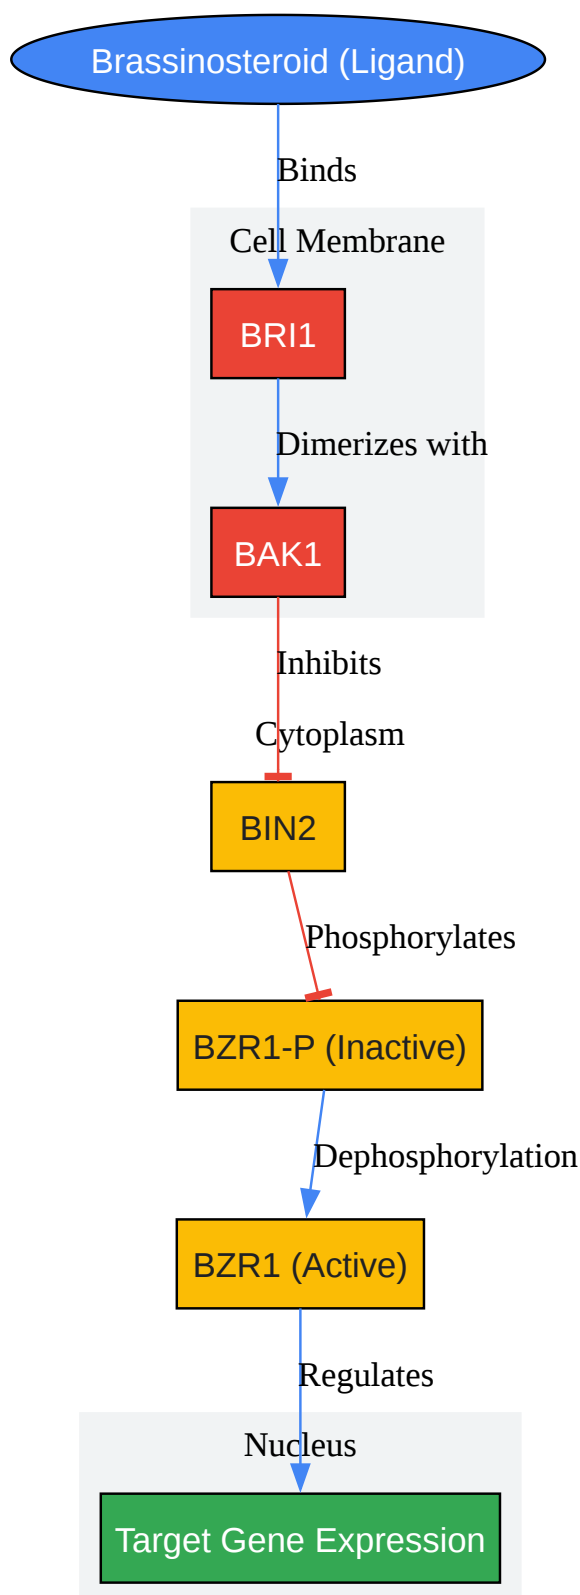 Brassinosteroid (Ligand)
Binds
Cell Membrane
BRI1
Dimerizes with
BAK1
Inhibits
Cytoplasm
BIN2
Phosphorylates
BZR1-P (Inactive)
Dephosphorylation
BZR1 (Active)
Regulates
Nucleus
Target Gene Expression